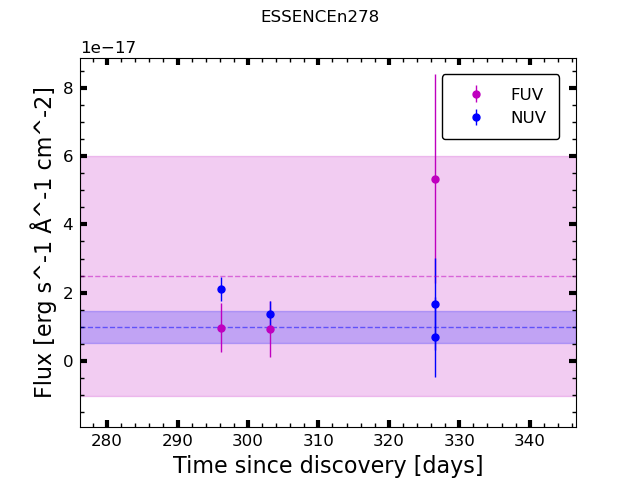 ESSENCEn278
1e−17
8
6
4
2
0
Flux [erg s^-1 Å^-1 cm^-2]
FUV
NUV
280 290 300 310 320 330 340
Time since discovery [days]